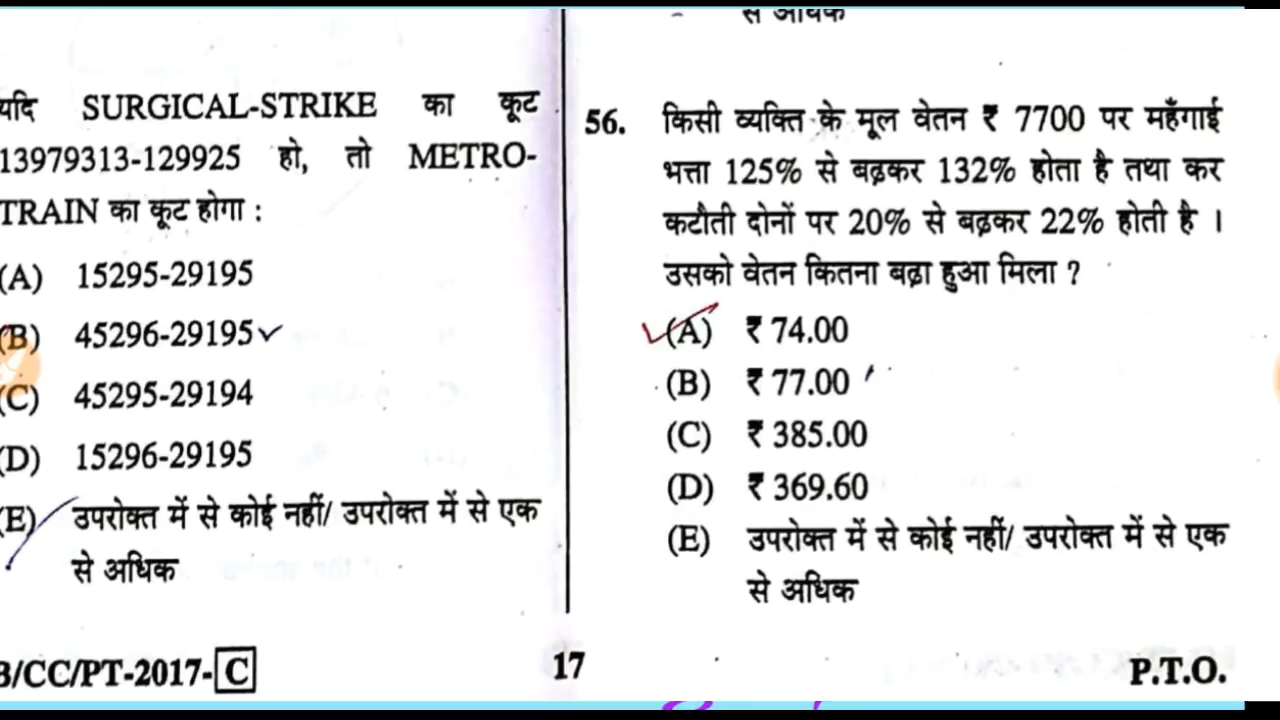 यदि SURGICAL-STRIKE का कूट
13979313-129925 हो, तो METRO-
TRAIN का कूट होगा :
(A) 15295-29195
(B) 45296-29195
(C) 45295-29194
(D) 15296-29195
(E) उपरोक्त में से कोई नहीं/ उपरोक्त में से एक
से अधिक
से अधिक
56. किसी व्यक्ति के मूल वेतन ₹ 7700 पर महँगाई
भत्ता 125% से बढ़कर 132% होता है तथा कर
कटौती दोनों पर 20% से बढ़कर 22% होती है ।
उसको वेतन कितना बढ़ा हुआ मिला ?
(A) ₹ 74.00
(B) ₹ 77.00
(C) ₹ 385.00
(D) ₹ 369.60
(E) उपरोक्त में से कोई नहीं/ उपरोक्त में से एक
से अधिक
B/CC/PT-2017-C 17 P.T.O.